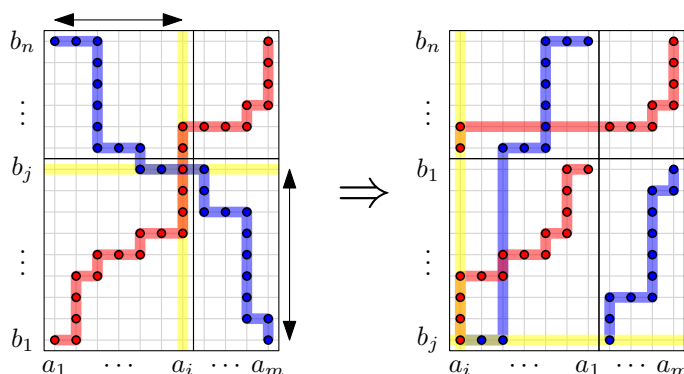 b_n
⋮
b_j
⋮
b_1
a_1 ⋯ a_i ⋯ a_m
⇒
b_n
⋮
b_1
⋮
b_j
a_i ⋯ a_1 ⋯ a_m